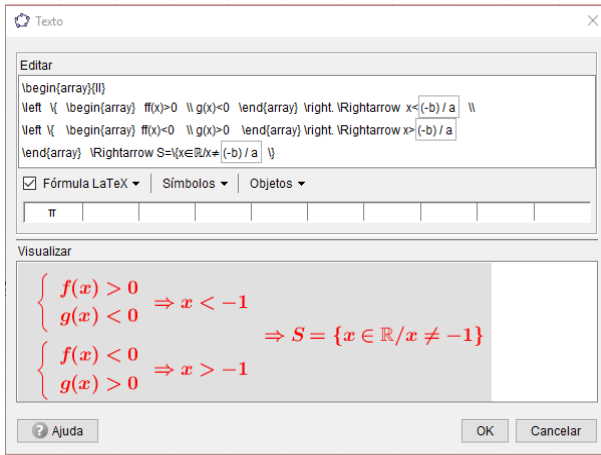 Texto
Editar
\begin{array}{ll}
\left \{ \begin{array} ff(x)>0 \\ g(x)<0 \end{array} \right. \Rightarrow x< (-b) / a \\
\left \{ \begin{array} ff(x)<0 \\ g(x)>0 \end{array} \right. \Rightarrow x> (-b) / a
\end{array} \Rightarrow S=\{x∈ℝ/x≠ (-b) / a \}
Fórmula LaTeX Símbolos Objetos
π
Visualizar
f(x) > 0
g(x) < 0
⇒ x < −1
⇒ S = {x ∈ ℝ/x ≠ −1}
f(x) < 0
g(x) > 0
⇒ x > −1
Ajuda OK Cancelar